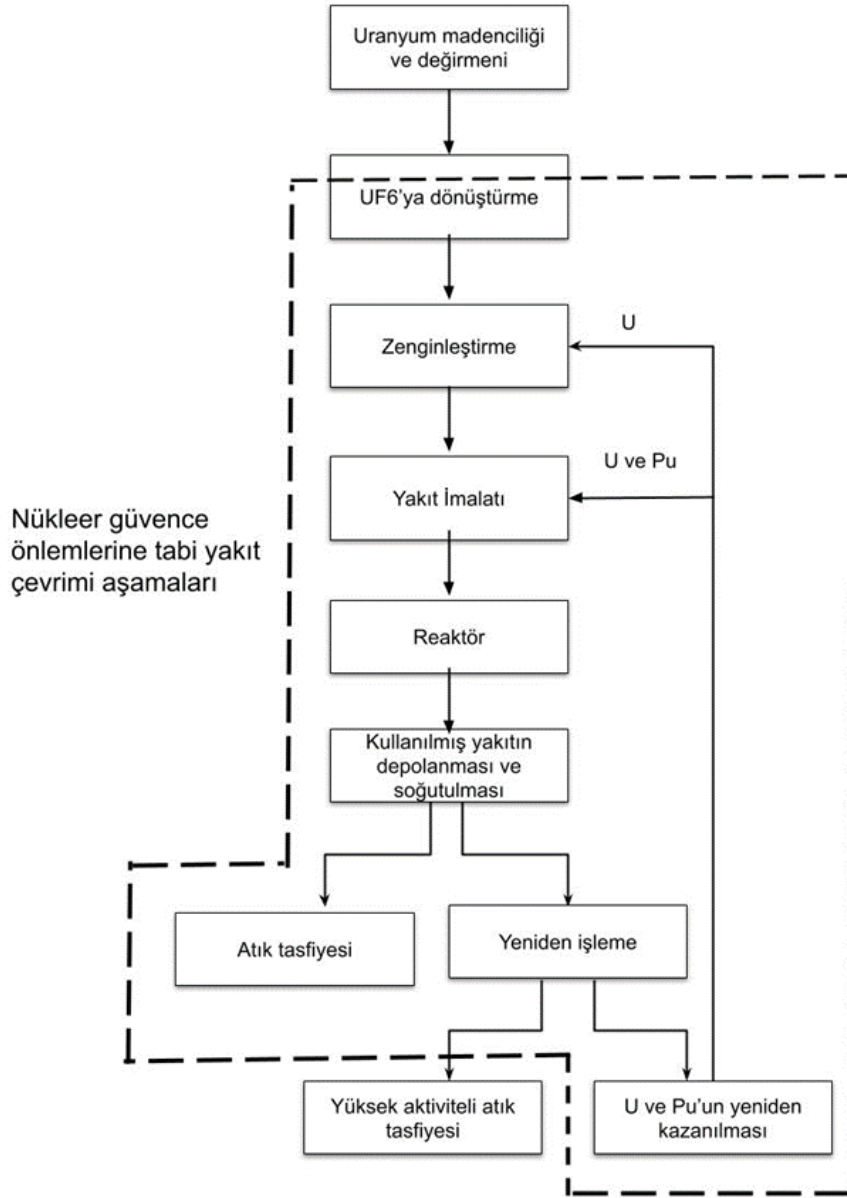 Uranyum madenciliği
ve değirmeni
UF6’ya dönüştürme
Zenginleştirme
U
U ve Pu
Yakıt İmalatı
Nükleer güvence
önlemlerine tabi yakıt
çevrimi aşamaları
Reaktör
Kullanılmış yakıtın
depolanması ve
soğutulması
Atık tasfiyesi
Yeniden işleme
Yüksek aktiviteli atık
tasfiyesi
U ve Pu’un yeniden
kazanılması